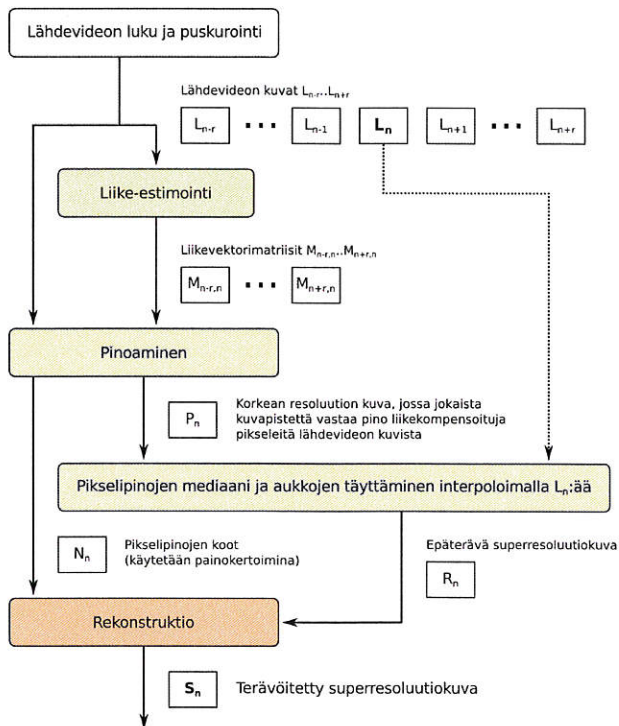 Lähdevideon luku ja puskurointi
Lähdevideon kuvat Ln-r..Ln+r
Ln-r ... Ln-1 Ln Ln+1 ... Ln+r
Liike-estimointi
Liikevektorimatriisit Mn-r,n..Mn+r,n
Mn-r,n ... Mn+r,n
Pinoaminen
Pn
Korkean resoluution kuva, jossa jokaista
kuvapistettä vastaa pino liikekompensoituja
pikseleitä lähdevideon kuvista
Pikselipinojen mediaani ja aukkojen täyttäminen interpoloimalla Ln:ää
Nn
Pikselipinojen koot
(käytetään painokertoimina)
Epäterävä superresoluutiokuva
Rn
Rekonstruktio
Sn Terävöitetty superresoluutiokuva